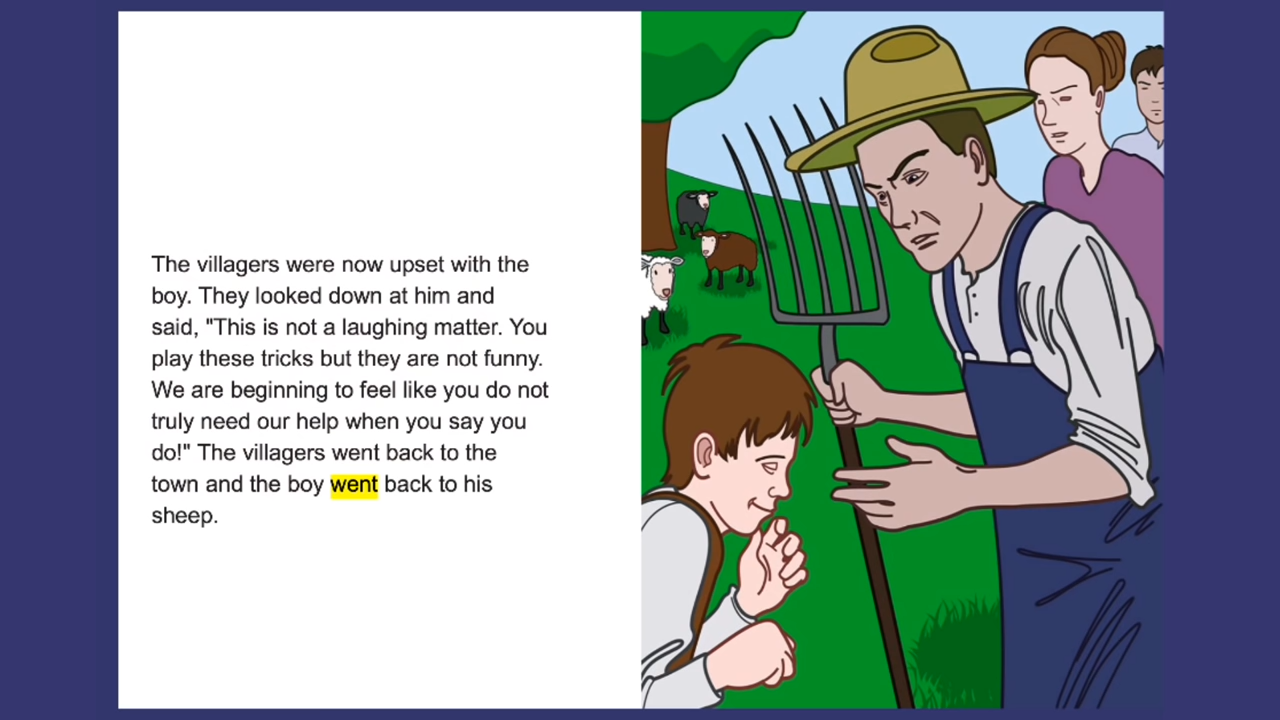 The villagers were now upset with the
boy. They looked down at him and
said, "This is not a laughing matter. You
play these tricks but they are not funny.
We are beginning to feel like you do not
truly need our help when you say you
do!" The villagers went back to the
town and the boy went back to his
sheep.